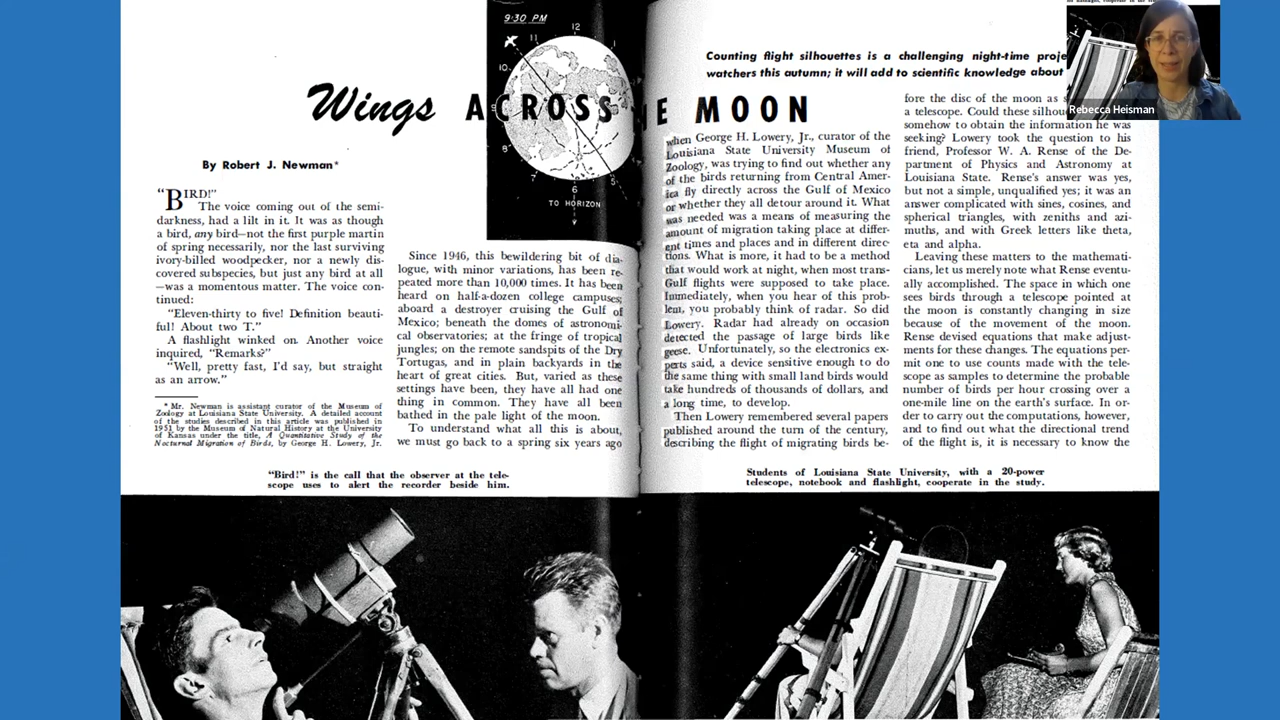 9:30 PM
12
11
1
10
9
8
7
6
5
TO HORIZON
Wings ACROSS
E MOON
By Robert J. Newman*
“BIRD!”
The voice coming out of the semi-
darkness, had a lilt in it. It was as though
a bird, any bird—not the first purple martin
of spring necessarily, nor the last surviving
ivory-billed woodpecker, nor a newly dis-
covered subspecies, but just any bird at all
—was a momentous matter. The voice con-
tinued:
“Eleven-thirty to five! Definition beauti-
ful! About two T.”
A flashlight winked on. Another voice
inquired, “Remarks?”
“Well, pretty fast, I’d say, but straight
as an arrow.”
* Mr. Newman is assistant curator of the Museum of
Zoology at Louisiana State University. A detailed account
of the studies described in this article was published in
1951 by the Museum of Natural History at the University
of Kansas under the title, A Quantitative Study of the
Nocturnal Migration of Birds, by George H. Lowery, Jr.
Since 1946, this bewildering bit of dia-
logue, with minor variations, has been re-
peated more than 10,000 times. It has been
heard on half-a-dozen college campuses;
aboard a destroyer cruising the Gulf of
Mexico; beneath the domes of astronomi-
cal observatories; at the fringe of tropical
jungles; on the remote sandspits of the Dry
Tortugas, and in plain backyards in the
heart of great cities. But, varied as these
settings have been, they have all had one
thing in common. They have all been
bathed in the pale light of the moon.
To understand what all this is about,
we must go back to a spring six years ago
“Bird!” is the call that the observer at the tele-
scope uses to alert the recorder beside him.
Counting flight silhouettes is a challenging night-time proje
watchers this autumn; it will add to scientific knowledge about
when George H. Lowery, Jr., curator of the
Louisiana State University Museum of
Zoology, was trying to find out whether any
of the birds returning from Central Amer-
ica fly directly across the Gulf of Mexico
or whether they all detour around it. What
was needed was a means of measuring the
amount of migration taking place at differ-
ent times and places and in different direc-
tions. What is more, it had to be a method
that would work at night, when most trans-
Gulf flights were supposed to take place.
Immediately, when you hear of this prob-
lem, you probably think of radar. So did
Lowery. Radar had already on occasion
detected the passage of large birds like
geese. Unfortunately, so the electronics ex-
perts said, a device sensitive enough to do
the same thing with small land birds would
take hundreds of thousands of dollars, and
a long time, to develop.
Then Lowery remembered several papers
published around the turn of the century,
describing the flight of migrating birds be-
fore the disc of the moon as s
a telescope. Could these silhou
somehow to obtain the information he was
seeking? Lowery took the question to his
friend, Professor W. A. Rense of the De-
partment of Physics and Astronomy at
Louisiana State. Rense’s answer was yes,
but not a simple, unqualified yes; it was an
answer complicated with sines, cosines, and
spherical triangles, with zeniths and azi-
muths, and with Greek letters like theta,
eta and alpha.
Leaving these matters to the mathemati-
cians, let us merely note what Rense eventu-
ally accomplished. The space in which one
sees birds through a telescope pointed at
the moon is constantly changing in size
because of the movement of the moon.
Rense devised equations that make adjust-
ments for these changes. The equations per-
mit one to use counts made with the tele-
scope as samples to determine the probable
number of birds per hour crossing over a
one-mile line on the earth’s surface. In or-
der to carry out the computations, however,
and to find out what the directional trend
of the flight is, it is necessary to know the
Students of Louisiana State University, with a 20-power
telescope, notebook and flashlight, cooperate in the study.
Rebecca Heisman